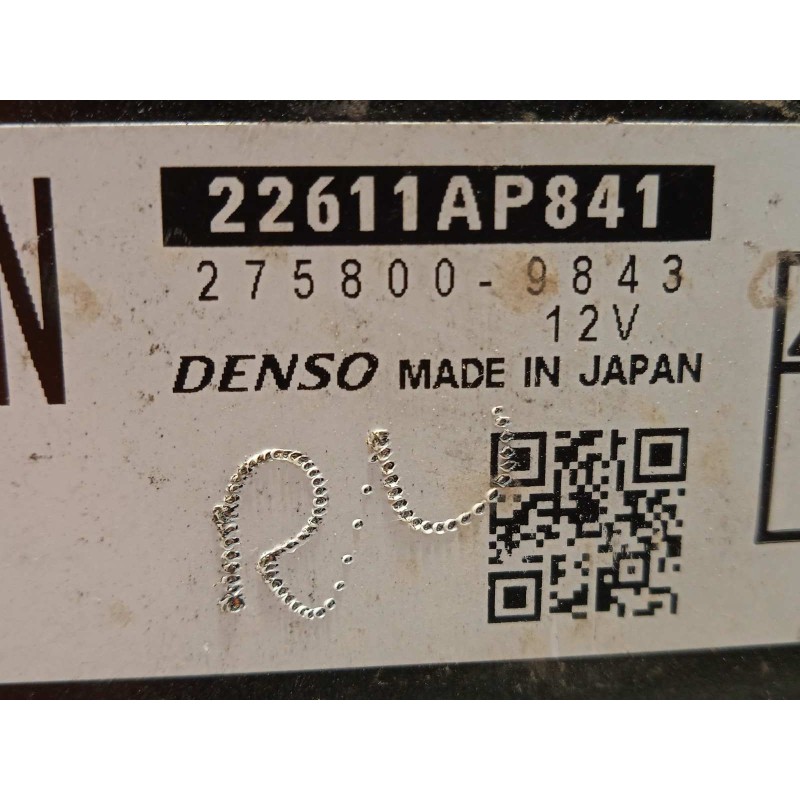 22611AP841
275800-9843
12V
DENSO MADE IN JAPAN